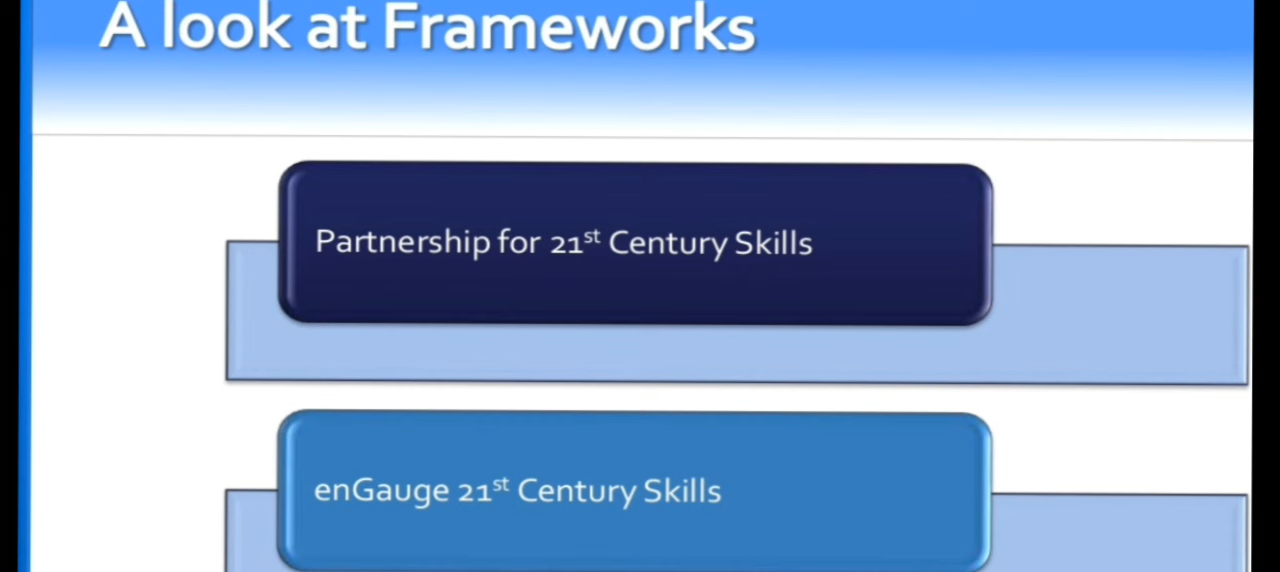 A look at Frameworks
Partnership for 21st Century Skills
enGauge 21st Century Skills